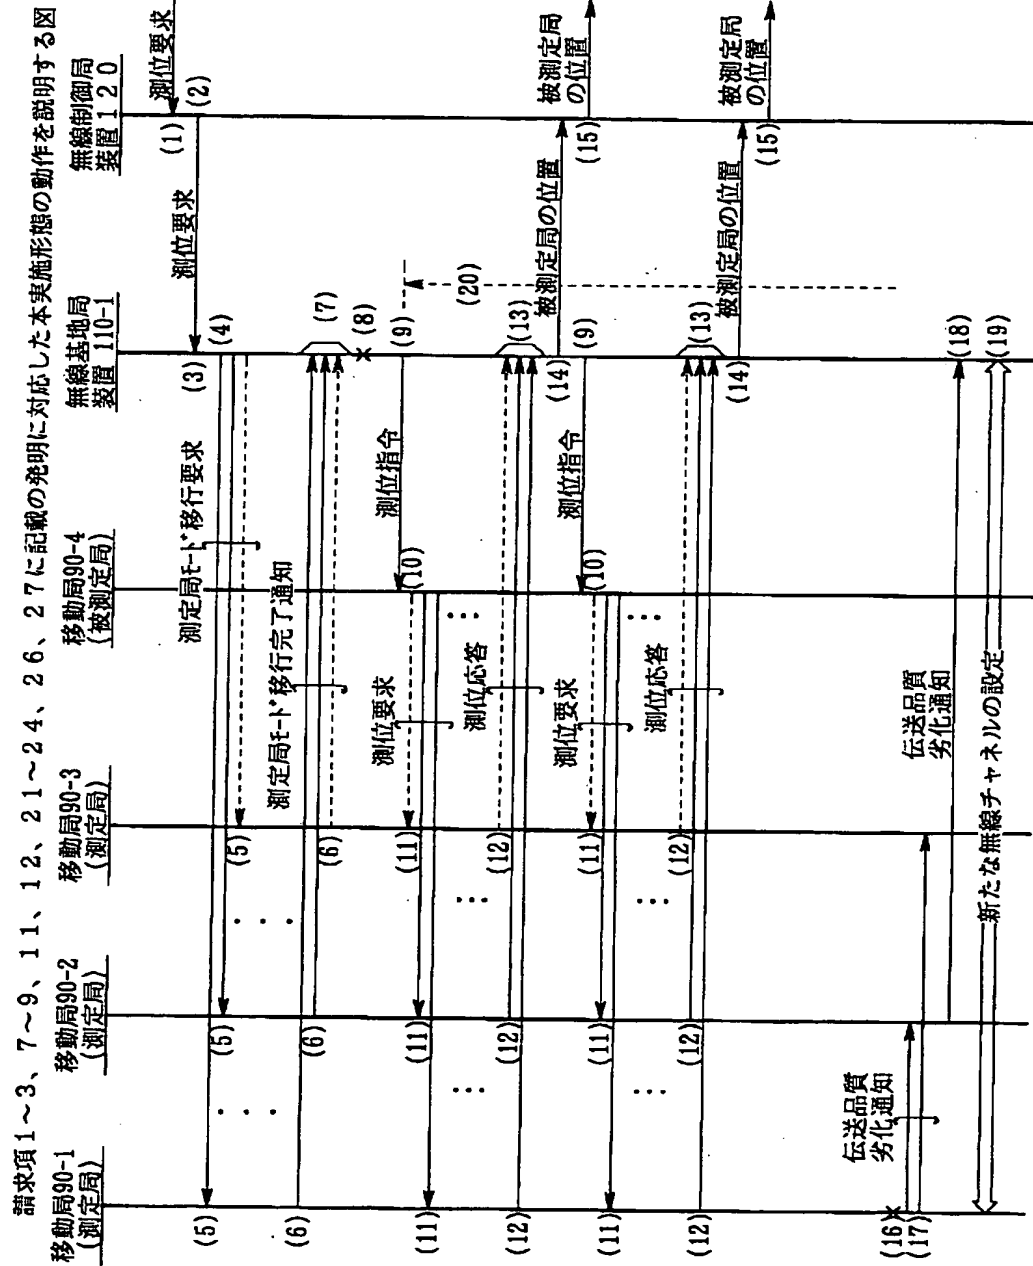 請求項1~3、7~9、11、12、21~24、26、27に記載の発明に対応した本実施形態の動作を説明する図
移動局90-1
(測定局)
移動局90-2
(測定局)
移動局90-3
(測定局)
移動局90-4
(被測定局)
無線基地局
装置 110-1
無線制御局
装置120
測位要求
(1)
(2)
測位要求
(3)
(4)
測定局モード移行要求
(5)
(5)
(5)
測定局モード移行完了通知
(6)
(6)
(6)
(7)
(8)
(9)
測位指令
(10)
測位要求
(11)
(11)
(11)
測位応答
(12)
(12)
(12)
(13)
(14)
被測定局の位置
(15)
被測定局
の位置
(20)
(9)
測位指令
(10)
測位要求
(11)
(11)
(11)
測位応答
(12)
(12)
(12)
(13)
(14)
被測定局の位置
(15)
被測定局
の位置
(16)
(17)
伝送品質
劣化通知
伝送品質
劣化通知
(18)
新たな無線チャネルの設定
(19)